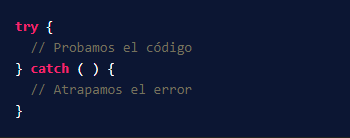 try {
  // Probamos el código
} catch ( ) {
  // Atrapamos el error
}